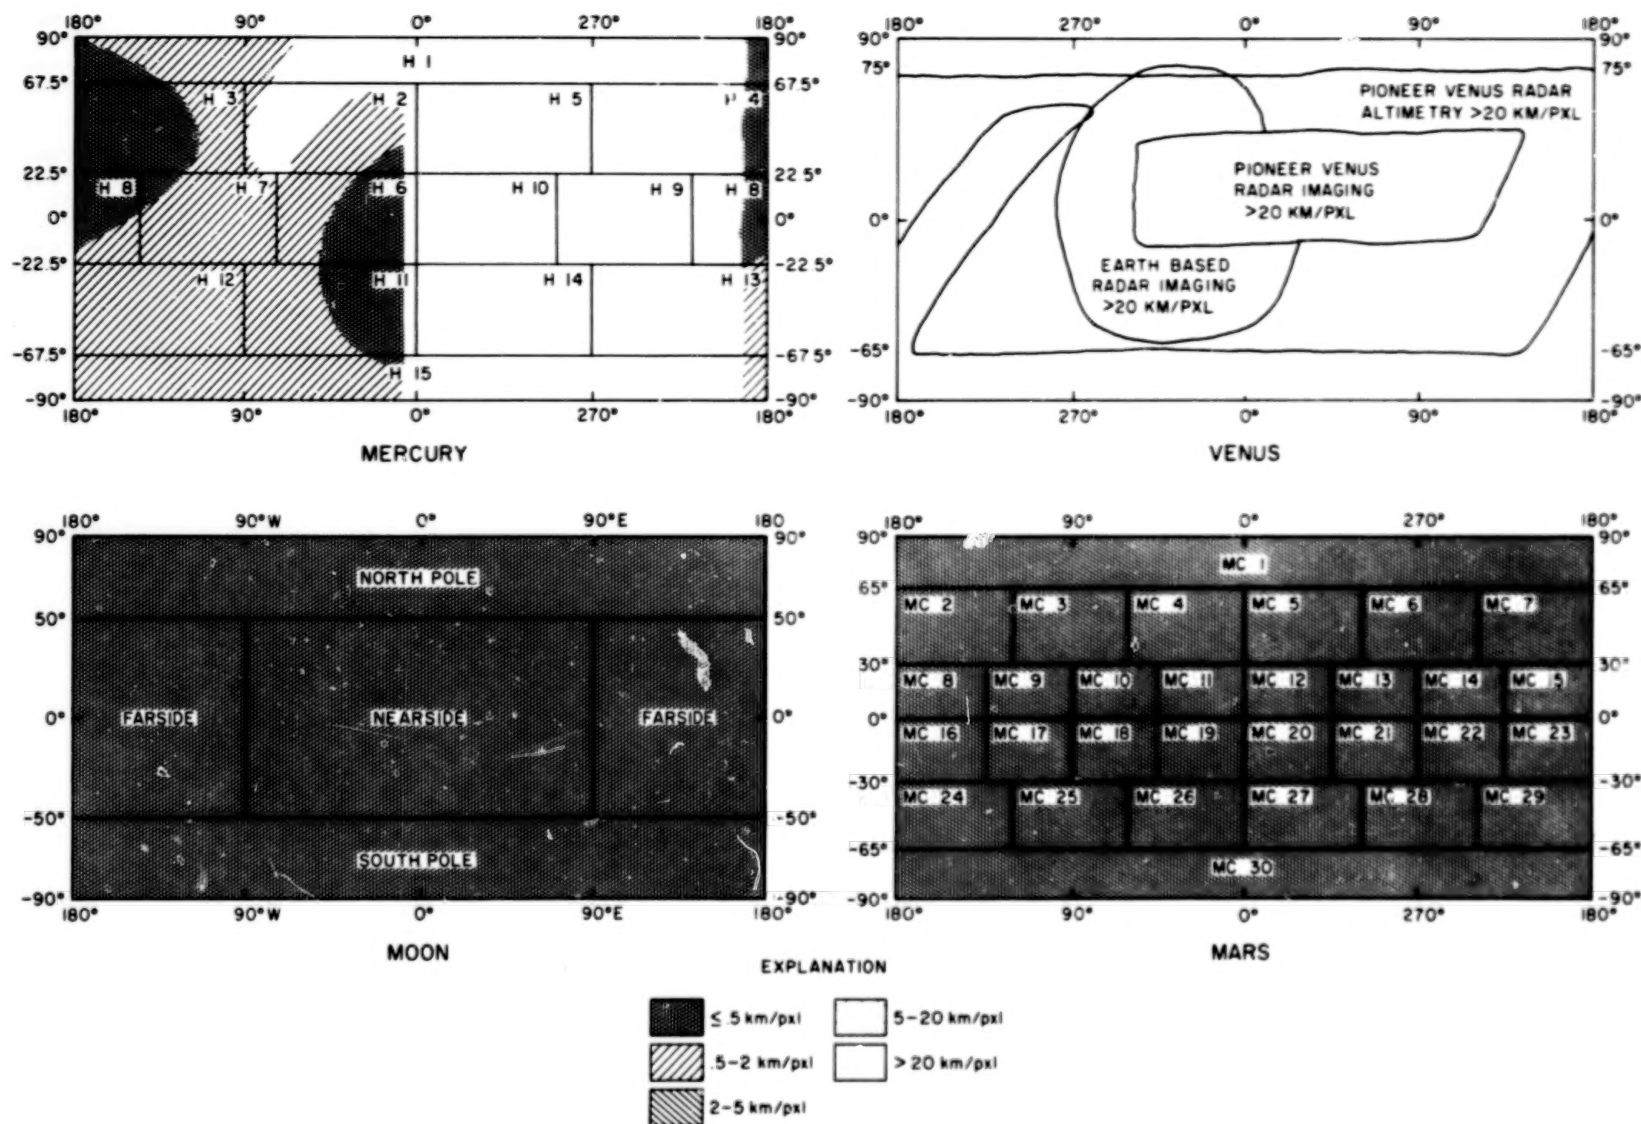 180° 90° 0° 270° 180°
90° 90°
H 1
67.5° 67.5°
H 3 H 2 H 5 4
22.5° 22.5°
H 8 H 7 H 6 H 10 H 9 H 8
0° 0°
-22.5° -22.5°
H 12 H 11 H 14 H 13
-67.5° -67.5°
H 15
-90° -90°
180° 90° 0° 270° 180°
MERCURY
180° 270° 0° 90° 180°
90° 90°
75° 75°
PIONEER VENUS RADAR
ALTIMETRY >20 KM/PXL
PIONEER VENUS
RADAR IMAGING
>20 KM/PXL
0° 0°
EARTH BASED
RADAR IMAGING
>20 KM/PXL
-65° -65°
-90° -90°
180° 270° 0° 90° 180°
VENUS
180° 90°W 0° 90°E 180
90° 90°
NORTH POLE
50° 50°
0° FARSIDE NEARSIDE FARSIDE 0°
-50° -50°
SOUTH POLE
-90° -90°
180° 90°W 0° 90°E 180°
MOON
180° 90° 0° 270° 180°
90° 90°
MC 1
65° 65°
MC 2 MC 3 MC 4 MC 5 MC 6 MC 7
30° 30°
MC 8 MC 9 MC 10 MC 11 MC 12 MC 13 MC 14 MC 15
0° 0°
MC 16 MC 17 MC 18 MC 19 MC 20 MC 21 MC 22 MC 23
-30° -30°
MC 24 MC 25 MC 26 MC 27 MC 28 MC 29
-65° -65°
MC 30
-90° -90°
180° 90° 0° 270° 180°
MARS
EXPLANATION
≤ .5 km/pxl 5-20 km/pxl
.5-2 km/pxl > 20 km/pxl
2-5 km/pxl